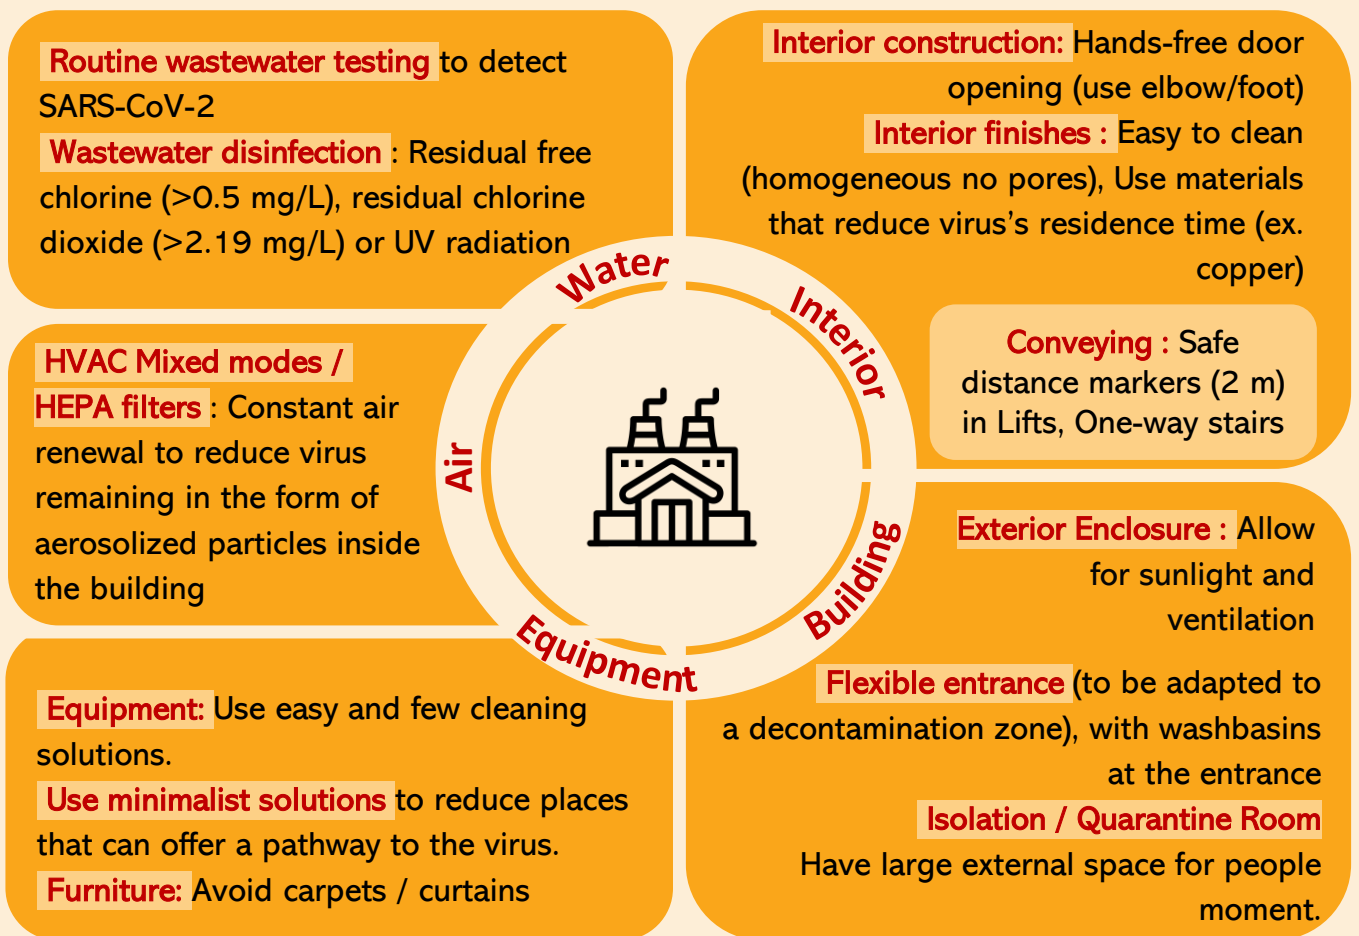 Routine wastewater testing to detect
SARS-CoV-2
Wastewater disinfection : Residual free
chlorine (>0.5 mg/L), residual chlorine
dioxide (>2.19 mg/L) or UV radiation
Interior construction: Hands-free door
opening (use elbow/foot)
Interior finishes : Easy to clean
(homogeneous no pores), Use materials
that reduce virus's residence time (ex.
copper)
Conveying : Safe
distance markers (2 m)
in Lifts, One-way stairs
Water
Interior
Air
Building
Equipment
HVAC Mixed modes /
HEPA filters : Constant air
renewal to reduce virus
remaining in the form of
aerosolized particles inside
the building
Exterior Enclosure : Allow
for sunlight and
ventilation
Flexible entrance (to be adapted to
a decontamination zone), with washbasins
at the entrance
Isolation / Quarantine Room
Have large external space for people
moment.
Equipment: Use easy and few cleaning
solutions.
Use minimalist solutions to reduce places
that can offer a pathway to the virus.
Furniture: Avoid carpets / curtains